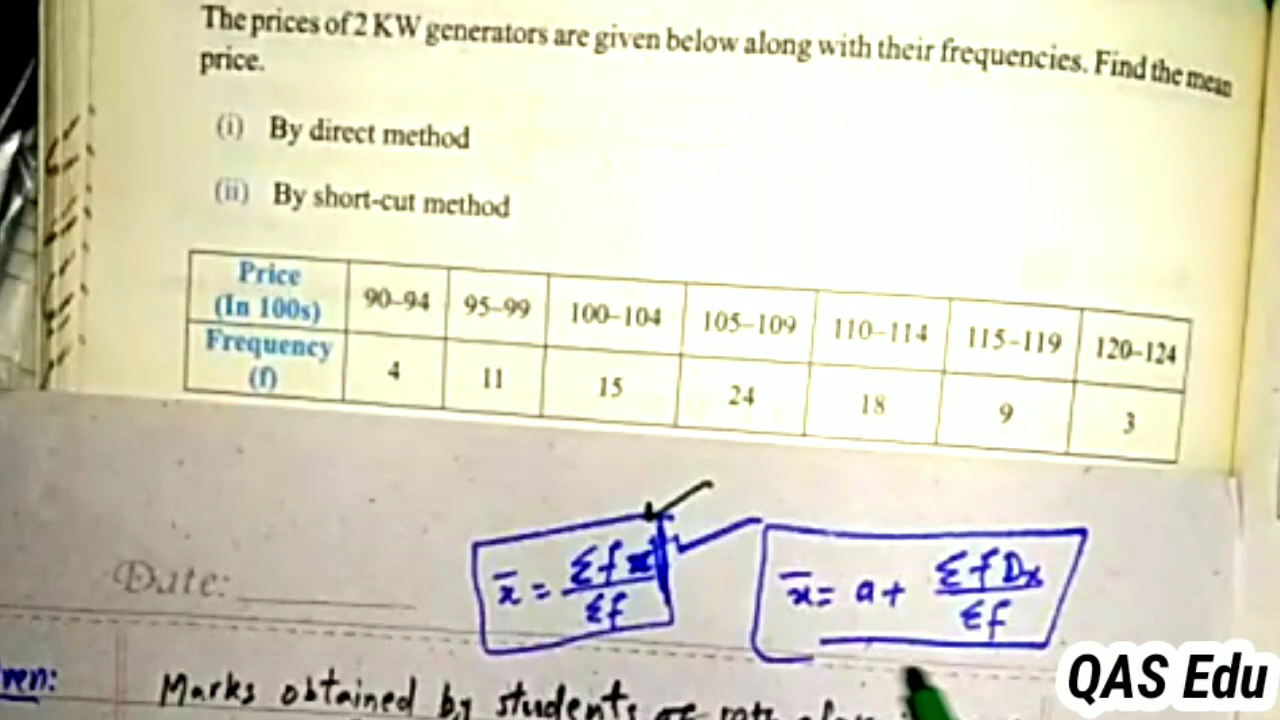 The prices of 2 KW generators are given below along with their frequencies. Find the mean
price.
(i) By direct method
(ii) By short-cut method
Price (In 100s) 90–94 95–99 100–104 105–109 110–114 115–119 120–124
Frequency (f) 4 11 15 24 18 9 3
x̄ = Σfx / Σf
x̄ = a + ΣfDx / Σf
Date:
Marks obtained by students
QAS Edu